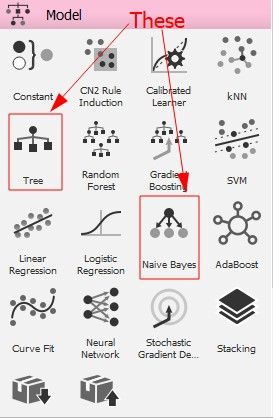 These
Model
Constant
CN2 Rule
Induction
Calibrated
Learner
kNN
Tree
Random
Forest
Gradient
Boosting
SVM
Linear
Regression
Logistic
Regression
Naive Bayes
AdaBoost
Curve Fit
Neural
Network
Stochastic
Gradient De...
Stacking